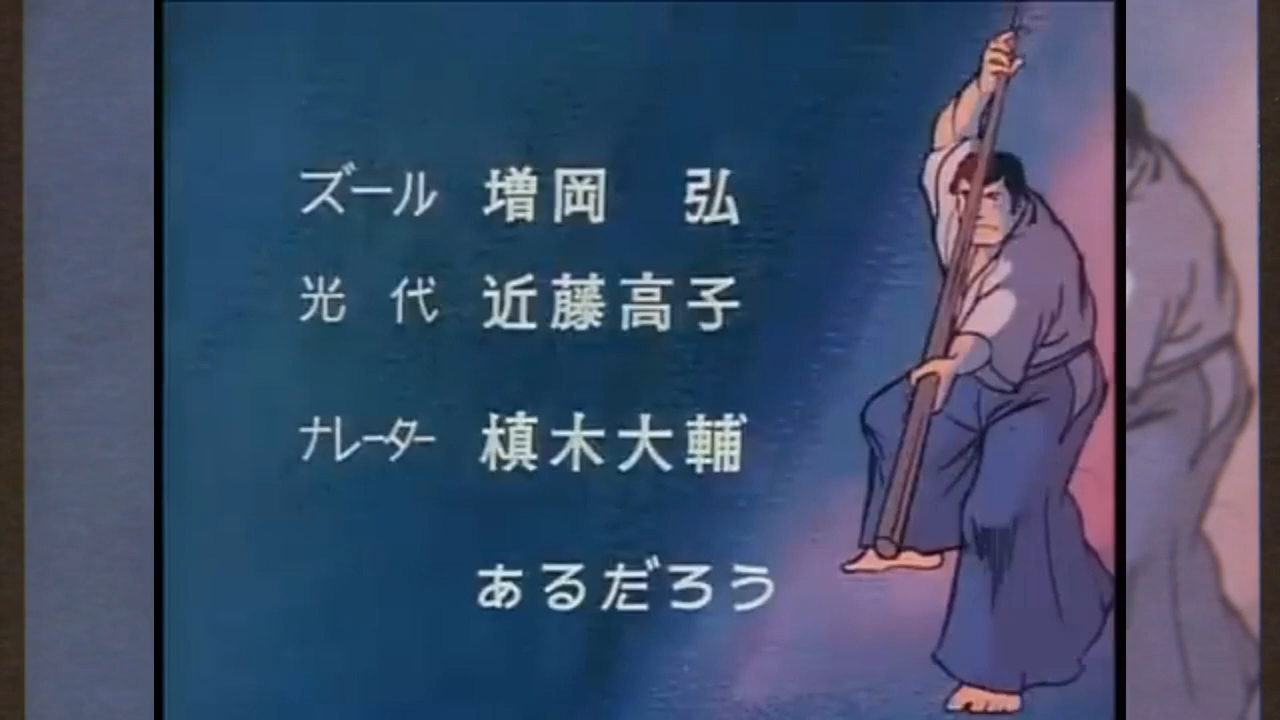 ズール 増岡 弘
光代 近藤高子
ナレーター 槙木大輔
あるだろう